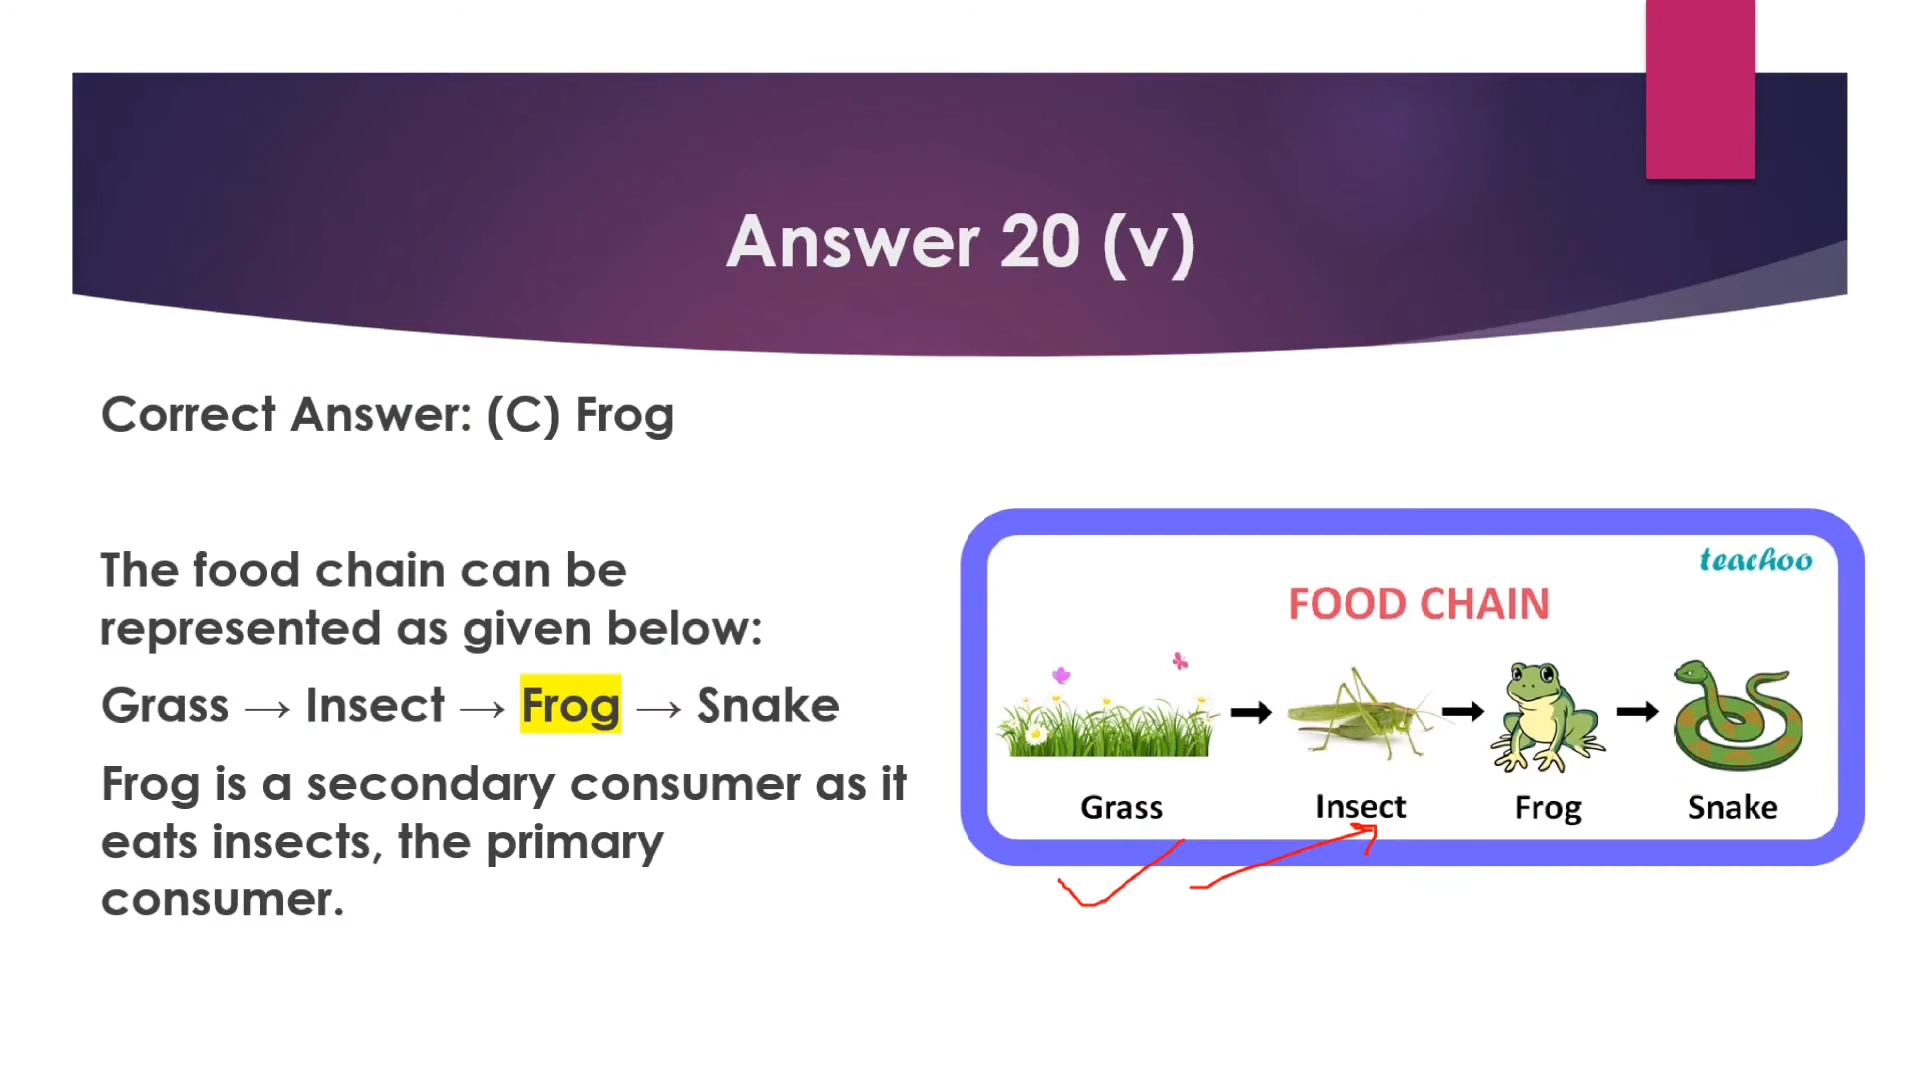 Answer 20 (v)
Correct Answer: (C) Frog
The food chain can be
represented as given below:
Grass → Insect → Frog → Snake
Frog is a secondary consumer as it
eats insects, the primary
consumer.
teachoo
FOOD CHAIN
Grass
Insect
Frog
Snake